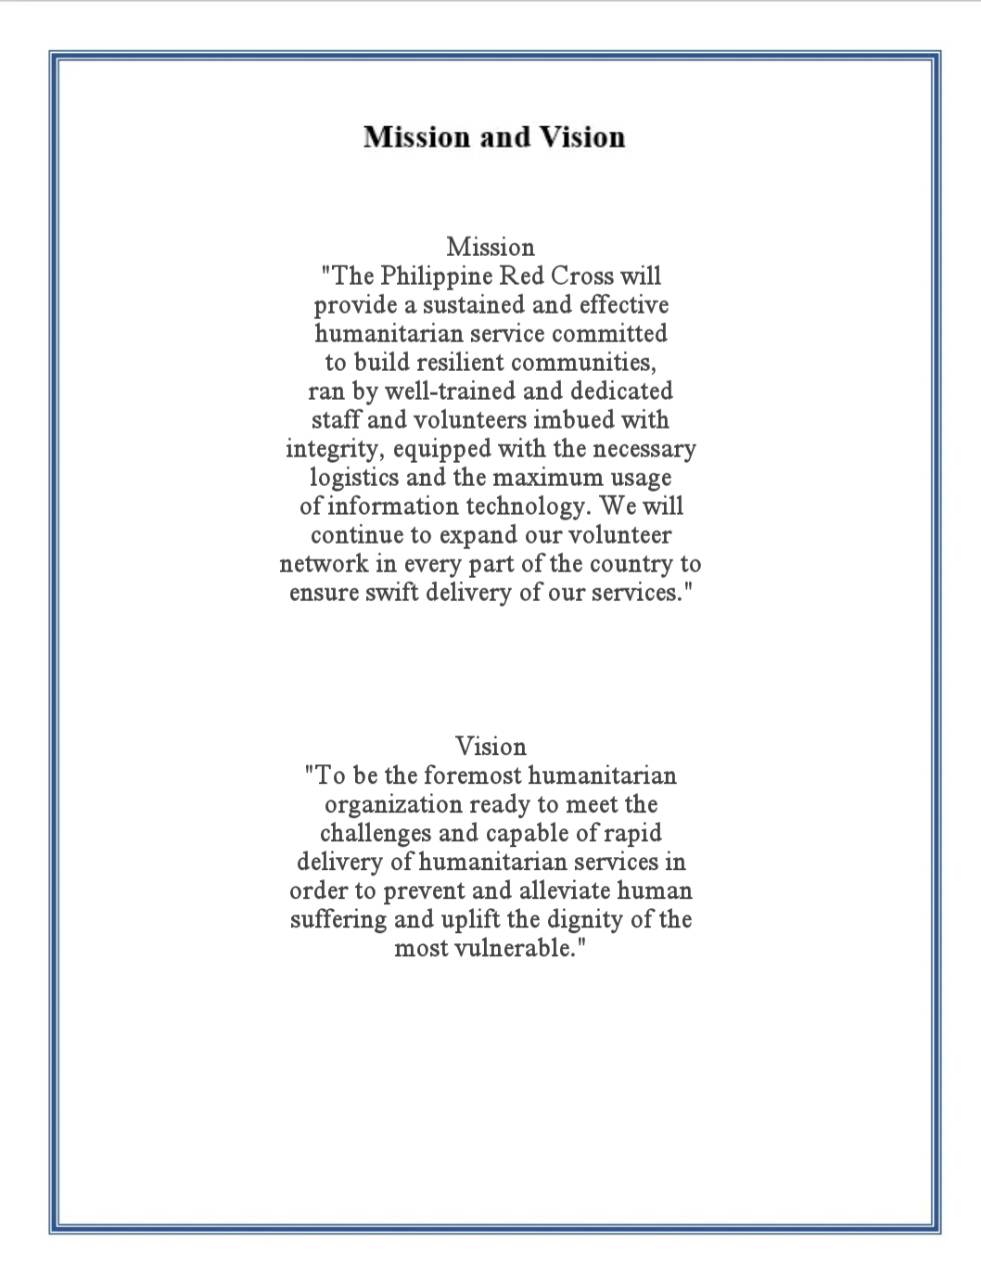 Mission and Vision
Mission
"The Philippine Red Cross will
provide a sustained and effective
humanitarian service committed
to build resilient communities,
ran by well-trained and dedicated
staff and volunteers imbued with
integrity, equipped with the necessary
logistics and the maximum usage
of information technology. We will
continue to expand our volunteer
network in every part of the country to
ensure swift delivery of our services."
Vision
"To be the foremost humanitarian
organization ready to meet the
challenges and capable of rapid
delivery of humanitarian services in
order to prevent and alleviate human
suffering and uplift the dignity of the
most vulnerable."